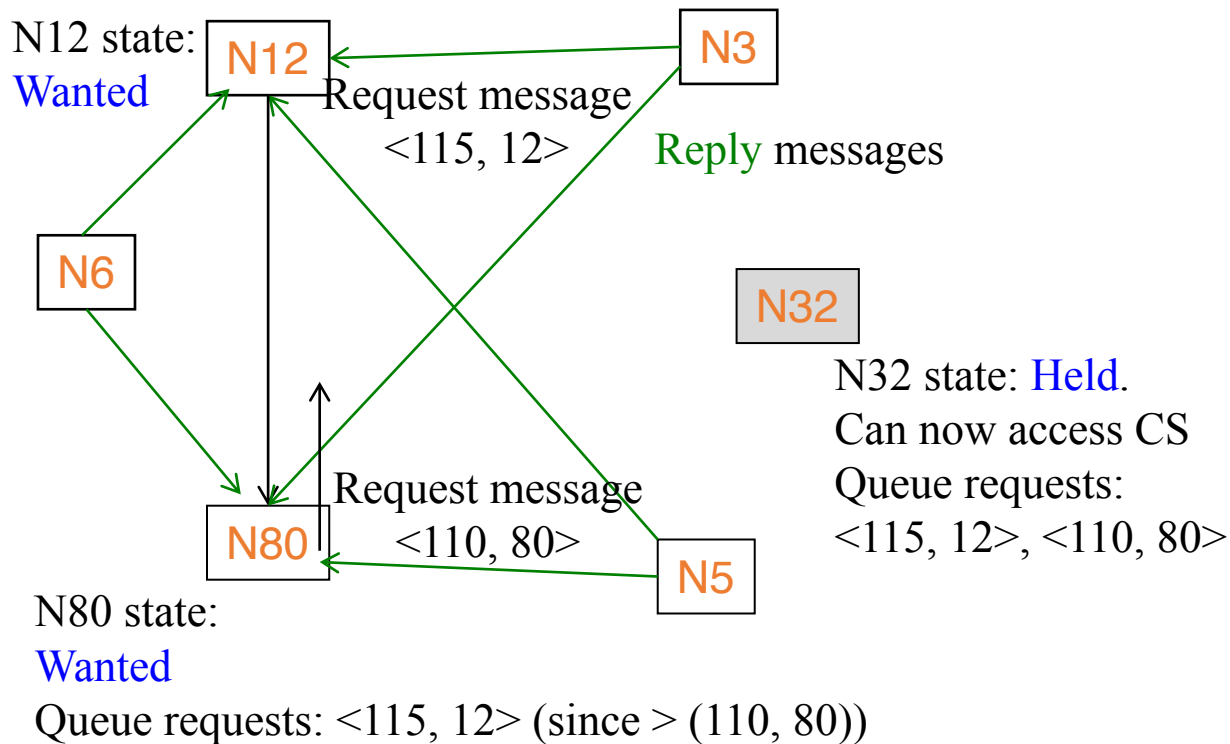 N12 state:
Wanted
N12
N3
Request message
<115, 12>
Reply messages
N6
N32
N32 state: Held.
Can now access CS
Queue requests:
<115, 12>, <110, 80>
Request message
<110, 80>
N80
N5
N80 state:
Wanted
Queue requests: <115, 12> (since > (110, 80))